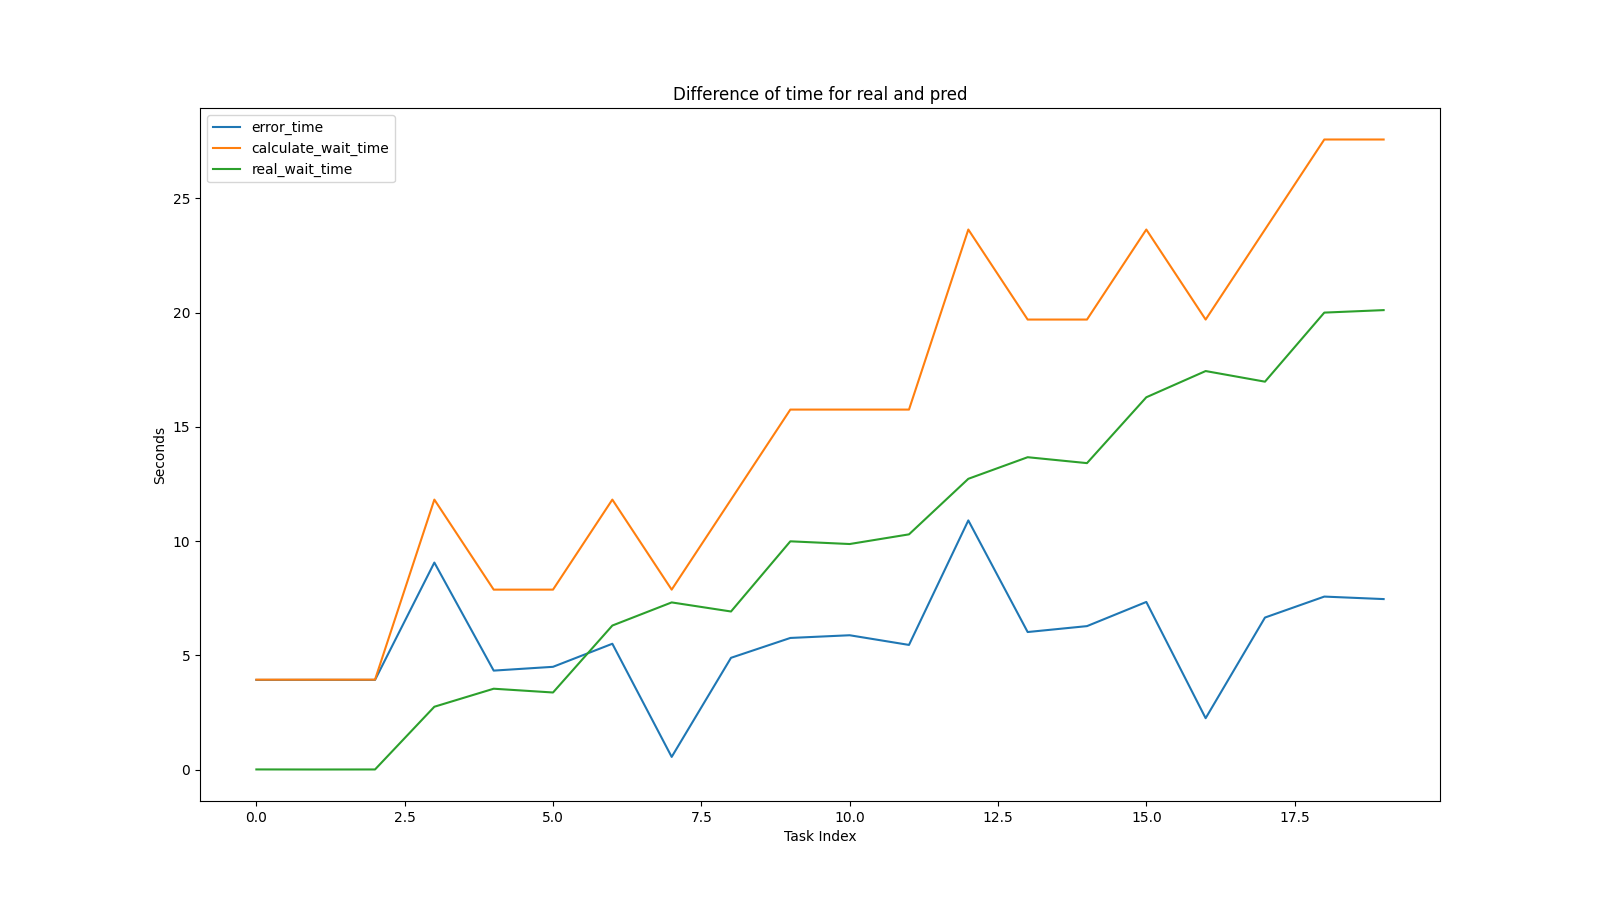 Difference of time for real and pred
error_time
calculate_wait_time
real_wait_time
25
20
15
10
5
0
Seconds
0.0 2.5 5.0 7.5 10.0 12.5 15.0 17.5
Task Index